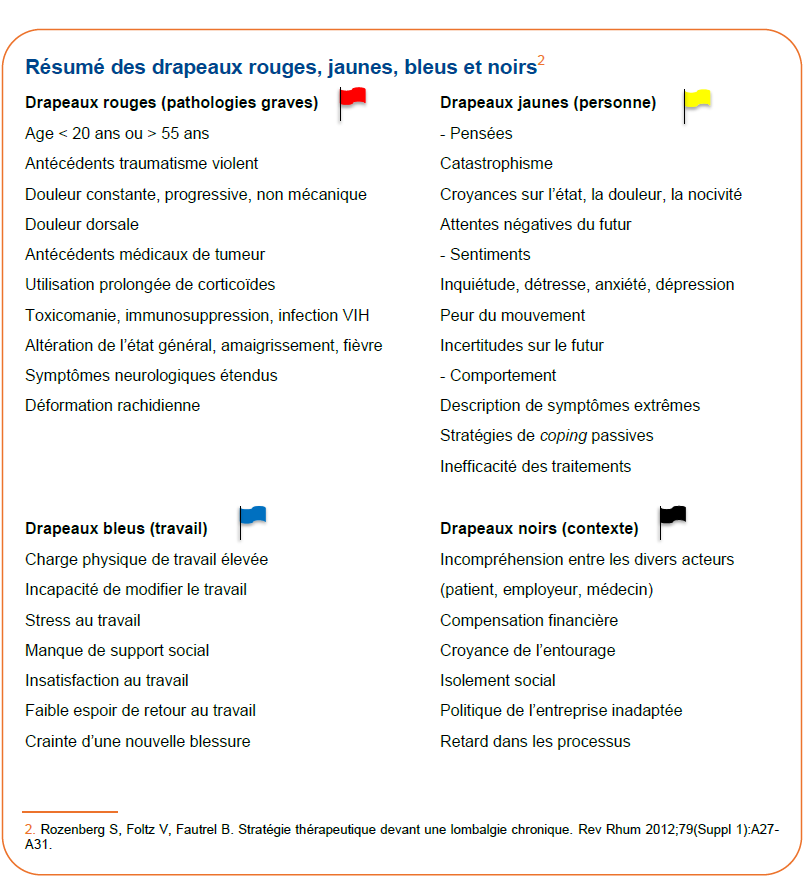 Résumé des drapeaux rouges, jaunes, bleus et noirs2
Drapeaux rouges (pathologies graves)
Age < 20 ans ou > 55 ans
Antécédents traumatisme violent
Douleur constante, progressive, non mécanique
Douleur dorsale
Antécédents médicaux de tumeur
Utilisation prolongée de corticoïdes
Toxicomanie, immunosuppression, infection VIH
Altération de l’état général, amaigrissement, fièvre
Symptômes neurologiques étendus
Déformation rachidienne
Drapeaux jaunes (personne)
- Pensées
Catastrophisme
Croyances sur l’état, la douleur, la nocivité
Attentes négatives du futur
- Sentiments
Inquiétude, détresse, anxiété, dépression
Peur du mouvement
Incertitudes sur le futur
- Comportement
Description de symptômes extrêmes
Stratégies de coping passives
Inefficacité des traitements
Drapeaux bleus (travail)
Charge physique de travail élevée
Incapacité de modifier le travail
Stress au travail
Manque de support social
Insatisfaction au travail
Faible espoir de retour au travail
Crainte d’une nouvelle blessure
Drapeaux noirs (contexte)
Incompréhension entre les divers acteurs
(patient, employeur, médecin)
Compensation financière
Croyance de l’entourage
Isolement social
Politique de l’entreprise inadaptée
Retard dans les processus
2. Rozenberg S, Foltz V, Fautrel B. Stratégie thérapeutique devant une lombalgie chronique. Rev Rhum 2012;79(Suppl 1):A27-
A31.